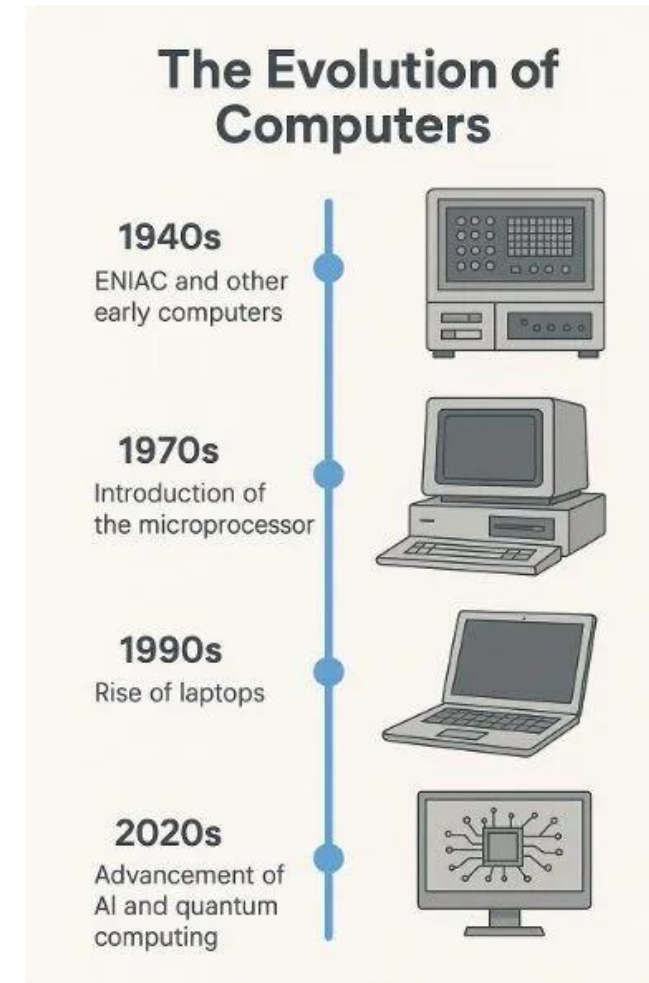 The Evolution of
Computers
1940s
ENIAC and other
early computers
1970s
Introduction of
the microprocessor
1990s
Rise of laptops
2020s
Advancement of
AI and quantum
computing